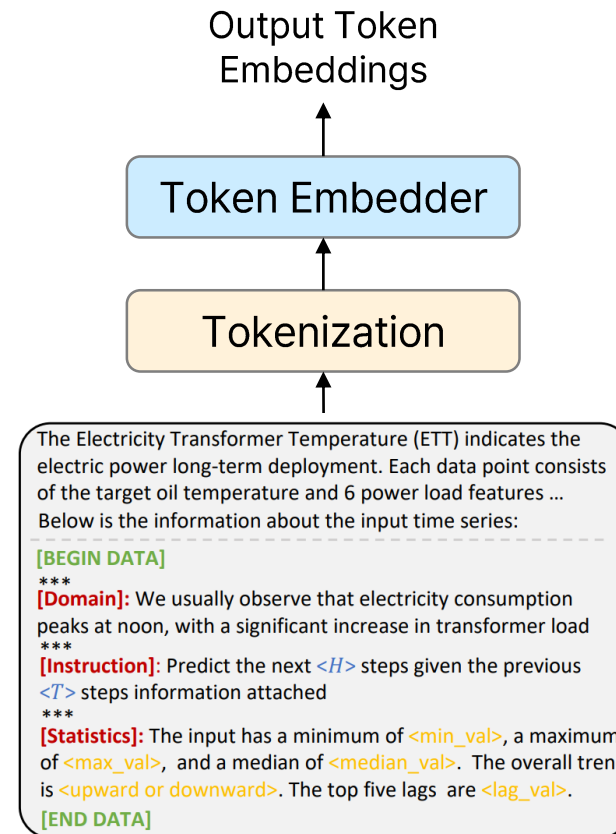 Output Token
Embeddings
Token Embedder
Tokenization
The Electricity Transformer Temperature (ETT) indicates the
electric power long-term deployment. Each data point consists
of the target oil temperature and 6 power load features …
Below is the information about the input time series:
[BEGIN DATA]
***
[Domain]: We usually observe that electricity consumption
peaks at noon, with a significant increase in transformer load
***
[Instruction]: Predict the next <H> steps given the previous
<T> steps information attached
***
[Statistics]: The input has a minimum of <min_val>, a maximum
of <max_val>, and a median of <median_val>. The overall tren
is <upward or downward>. The top five lags are <lag_val>.
[END DATA]